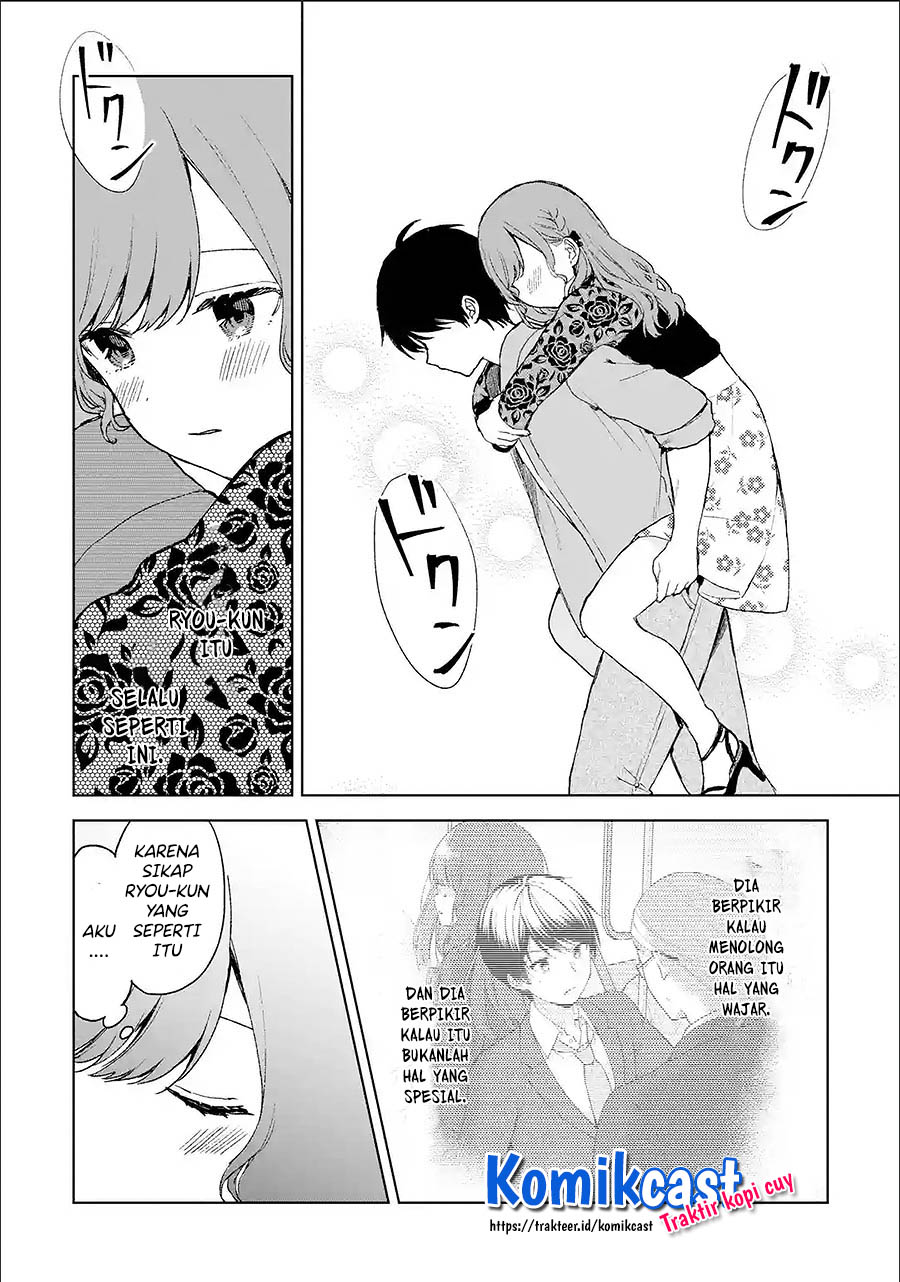 ドクン
ドクン
ドクン
RYOU-KUN
ITU
SELALU
SEPERTI
INI.
DIA
BERPIKIR
KALAU
MENOLONG
ORANG ITU
HAL YANG
WAJAR.
DAN DIA
BERPIKIR
KALAU ITU
BUKANLAH
HAL YANG
SPESIAL.
KARENA
SIKAP
RYOU-KUN
YANG
SEPERTI
ITU
AKU
....
Komikcast
Traktir kopi cuy
https://trakteer.id/komikcast